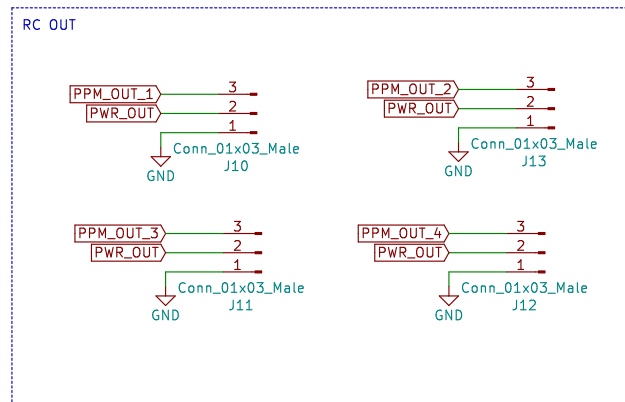 RC OUT
PPM_OUT_1 3
PWR_OUT 2
1
Conn_01x03_Male
J10
GND
PPM_OUT_2 3
PWR_OUT 2
1
Conn_01x03_Male
J13
GND
PPM_OUT_3 3
PWR_OUT 2
1
Conn_01x03_Male
J11
GND
PPM_OUT_4 3
PWR_OUT 2
1
Conn_01x03_Male
J12
GND